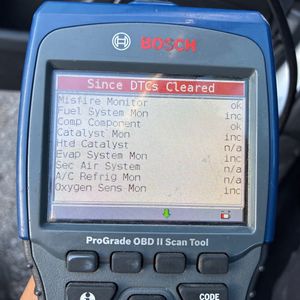 BOSCH
Since DTCs Cleared
Misfire Monitor ok
Fuel System Mon inc
Comp Component ok
Catalyst Mon inc
Htd Catalyst n/a
Evap System Mon inc
Sec Air System n/a
A/C Refrig Mon n/a
Oxygen Sens Mon inc
ProGrade OBD II Scan Tool
CODE